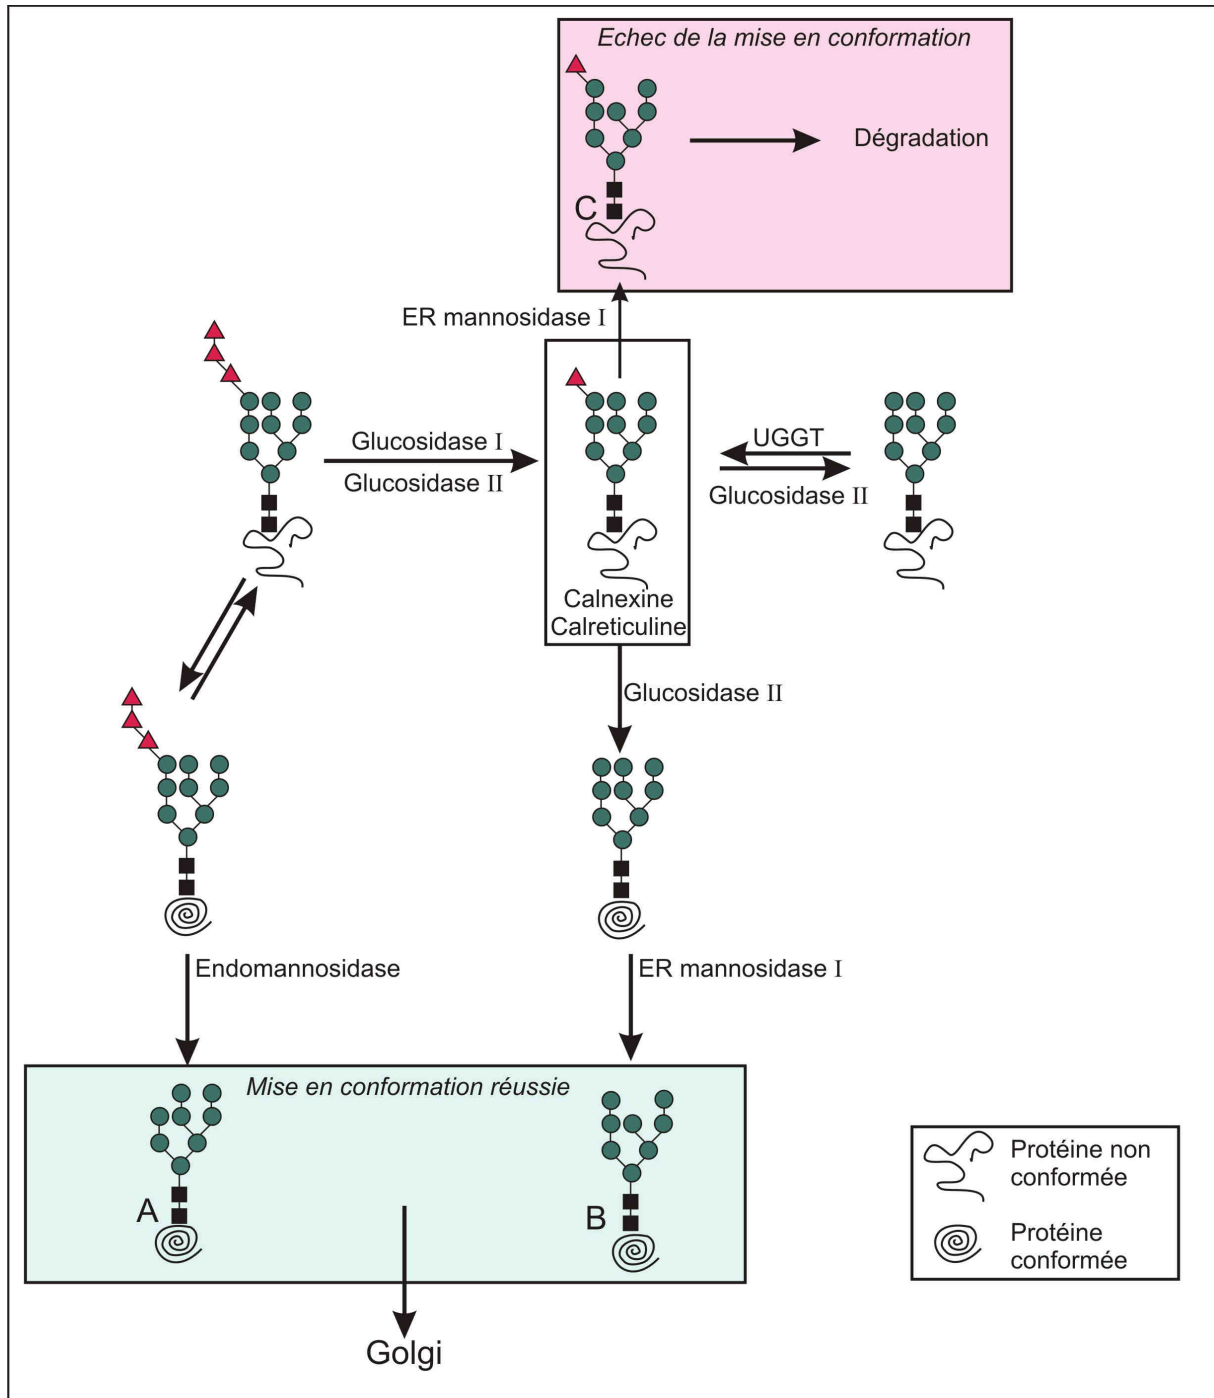 Echec de la mise en conformation
Dégradation
C
ER mannosidase I
Glucosidase I
Glucosidase II
UGGT
Glucosidase II
Calnexine
Calreticuline
Glucosidase II
Endomannosidase
ER mannosidase I
Mise en conformation réussie
A
B
Golgi
Protéine non
conformée
Protéine
conformée